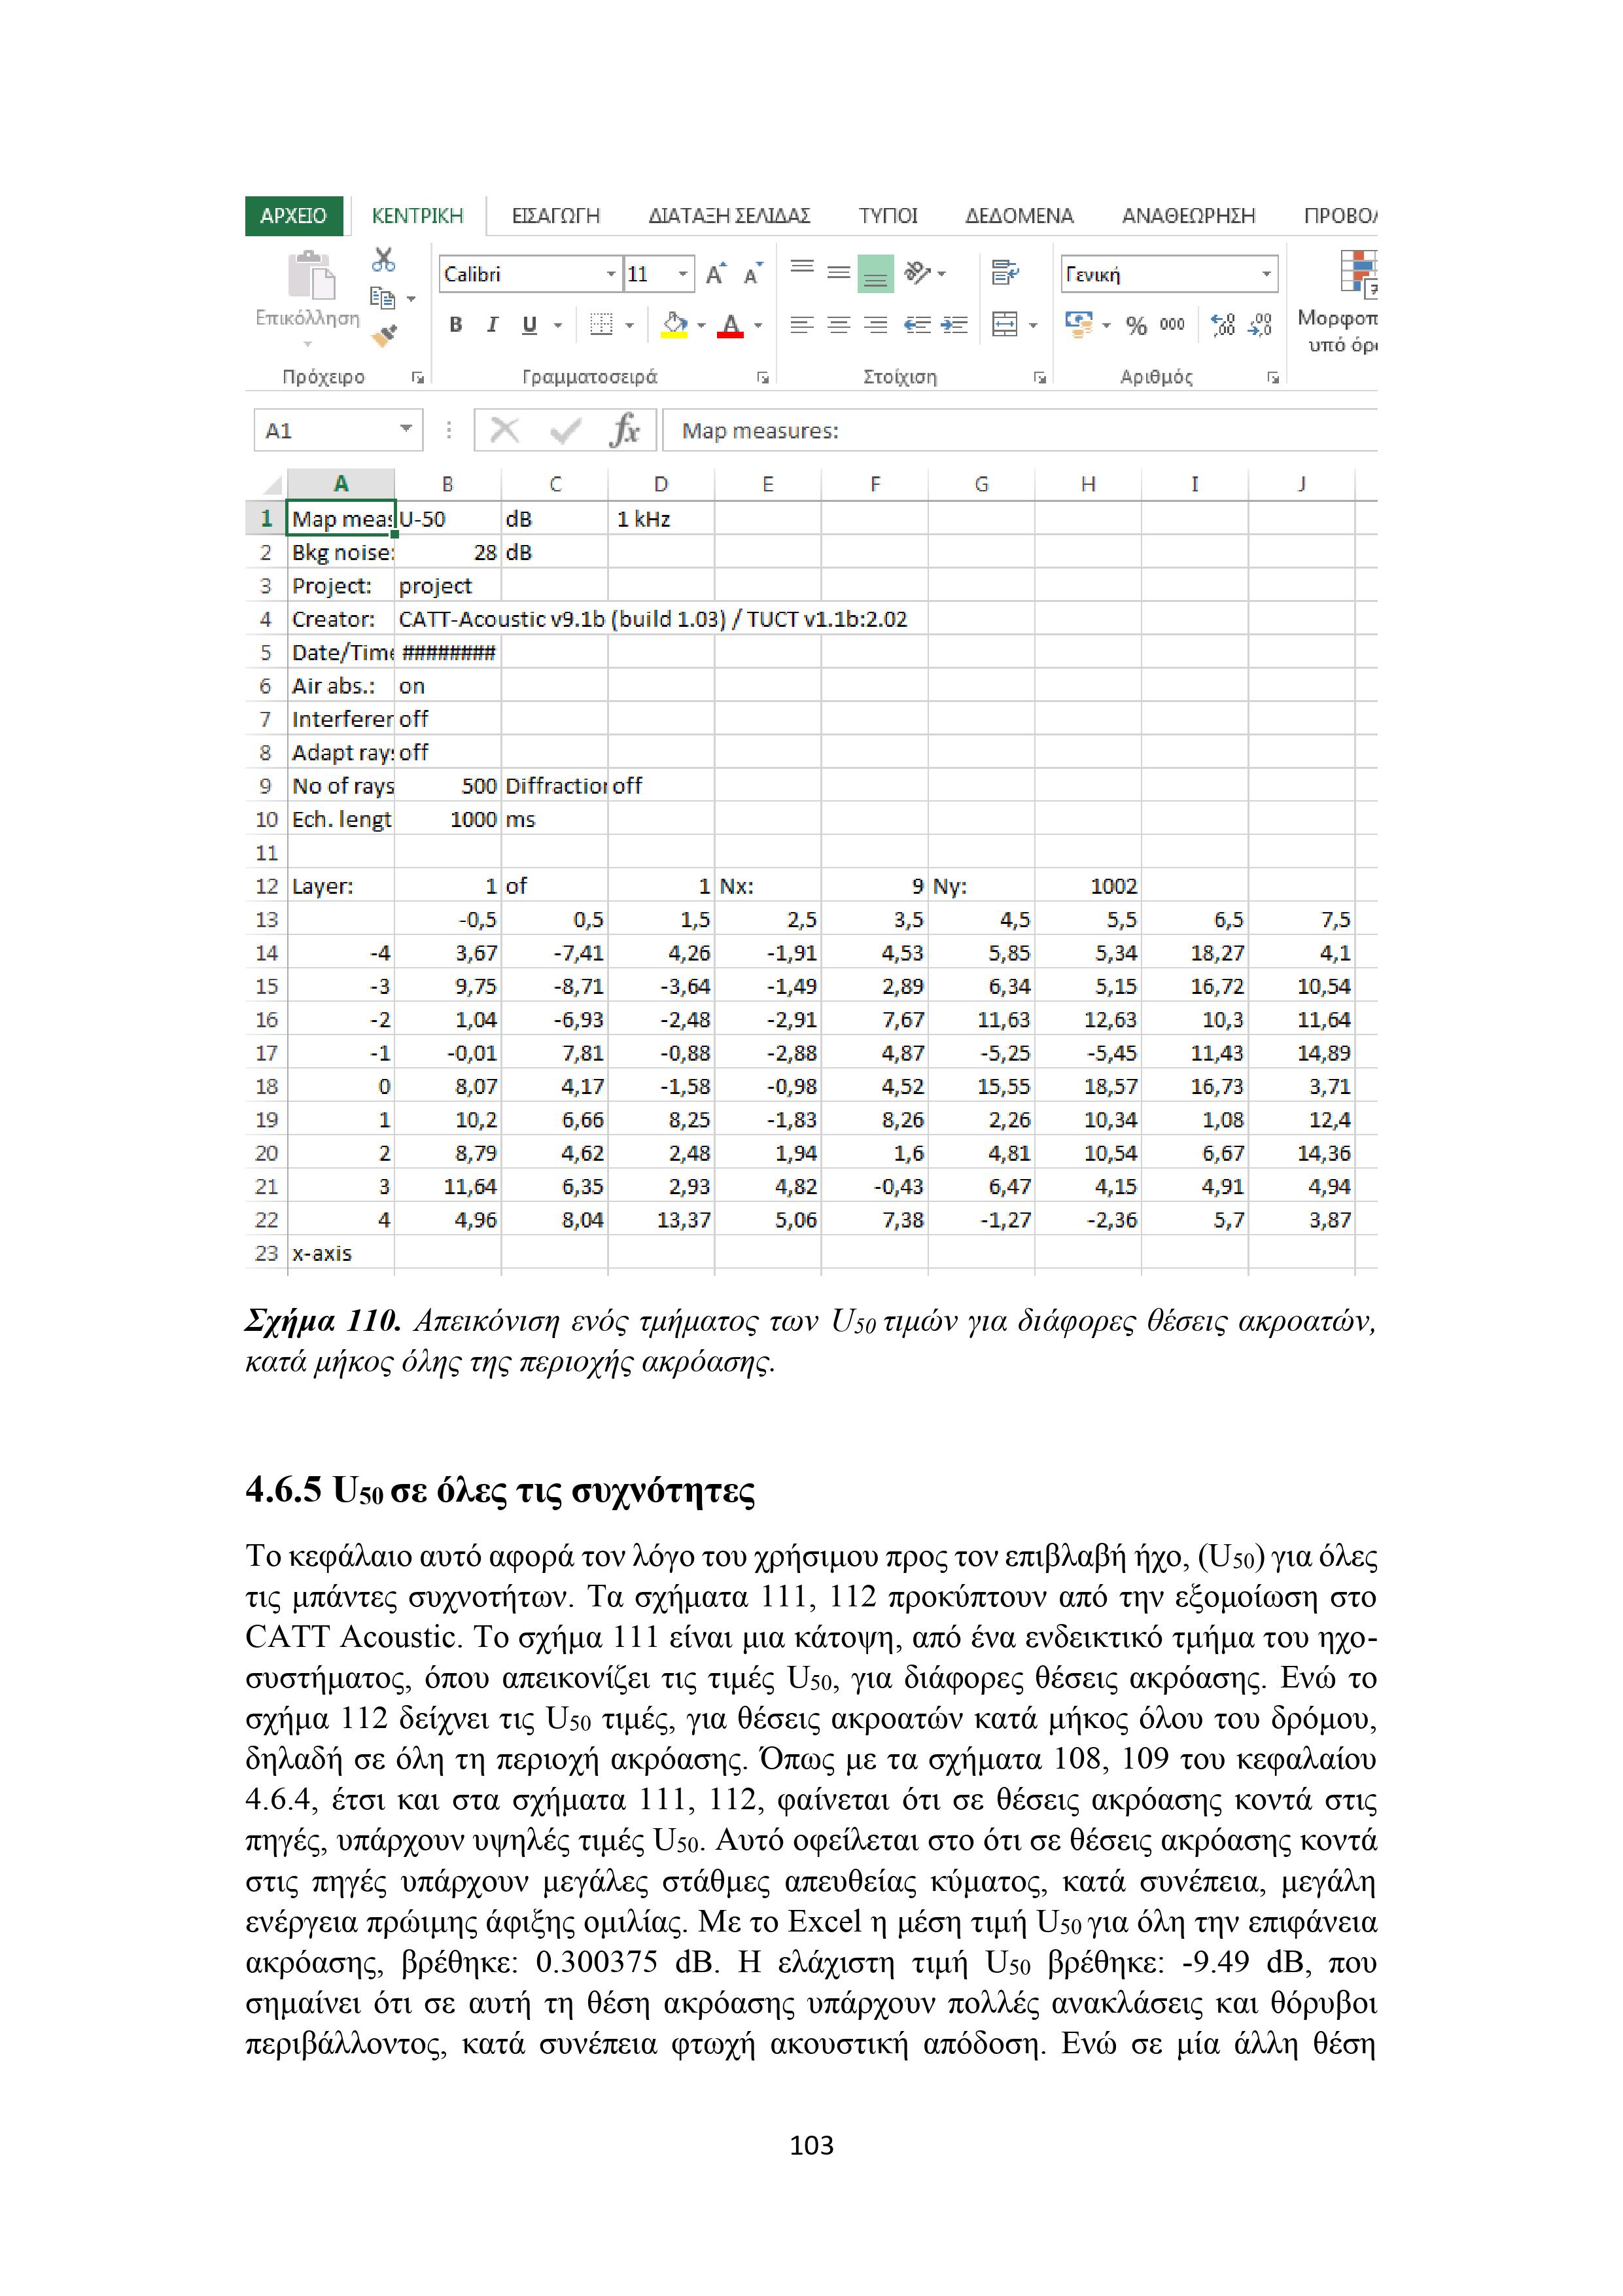 ΑΡΧΕΙΟ ΚΕΝΤΡΙΚΗ ΕΙΣΑΓΩΓΗ ΔΙΑΤΑΞΗ ΣΕΛΙΔΑΣ ΤΥΠΟΙ ΔΕΔΟΜΕΝΑ ΑΝΑΘΕΩΡΗΣΗ ΠΡΟΒΟΛ
Calibri 11 Γενική
Επικόλληση B I U A % 000 Μορφοπ
υπό όρ
Πρόχειρο Γραμματοσειρά Στοίχιση Αριθμός
A1 fx Map measures:
A B C D E F G H I J
1 Map meas U-50 dB 1 kHz
2 Bkg noise: 28 dB
3 Project: project
4 Creator: CATT-Acoustic v9.1b (build 1.03) / TUCT v1.1b:2.02
5 Date/Time ########
6 Air abs.: on
7 Interferen off
8 Adapt rays off
9 No of rays 500 Diffraction off
10 Ech. lengt 1000 ms
11
12 Layer: 1 of 1 Nx: 9 Ny: 1002
13 -0,5 0,5 1,5 2,5 3,5 4,5 5,5 6,5 7,5
14 -4 3,67 -7,41 4,26 -1,91 4,53 5,85 5,34 18,27 4,1
15 -3 9,75 -8,71 -3,64 -1,49 2,89 6,34 5,15 16,72 10,54
16 -2 1,04 -6,93 -2,48 -2,91 7,67 11,63 12,63 10,3 11,64
17 -1 -0,01 7,81 -0,88 -2,88 4,87 -5,25 -5,45 11,43 14,89
18 0 8,07 4,17 -1,58 -0,98 4,52 15,55 18,57 16,73 3,71
19 1 10,2 6,66 8,25 -1,83 8,26 2,26 10,34 1,08 12,4
20 2 8,79 4,62 2,48 1,94 1,6 4,81 10,54 6,67 14,36
21 3 11,64 6,35 2,93 4,82 -0,43 6,47 4,15 4,91 4,94
22 4 4,96 8,04 13,37 5,06 7,38 -1,27 -2,36 5,7 3,87
23 x-axis
Σχήμα 110. Απεικόνιση ενός τμήματος των U50 τιμών για διάφορες θέσεις ακροατών,
κατά μήκος όλης της περιοχής ακρόασης.
4.6.5 U50 σε όλες τις συχνότητες
Το κεφάλαιο αυτό αφορά τον λόγο του χρήσιμου προς τον επιβλαβή ήχο, (U50) για όλες
τις μπάντες συχνοτήτων. Τα σχήματα 111, 112 προκύπτουν από την εξομοίωση στο
CATT Acoustic. Το σχήμα 111 είναι μια κάτοψη, από ένα ενδεικτικό τμήμα του ηχο-
συστήματος, όπου απεικονίζει τις τιμές U50, για διάφορες θέσεις ακρόασης. Ενώ το
σχήμα 112 δείχνει τις U50 τιμές, για θέσεις ακροατών κατά μήκος όλου του δρόμου,
δηλαδή σε όλη τη περιοχή ακρόασης. Όπως με τα σχήματα 108, 109 του κεφαλαίου
4.6.4, έτσι και στα σχήματα 111, 112, φαίνεται ότι σε θέσεις ακρόασης κοντά στις
πηγές, υπάρχουν υψηλές τιμές U50. Αυτό οφείλεται στο ότι σε θέσεις ακρόασης κοντά
στις πηγές υπάρχουν μεγάλες στάθμες απευθείας κύματος, κατά συνέπεια, μεγάλη
ενέργεια πρώιμης άφιξης ομιλίας. Με το Excel η μέση τιμή U50 για όλη την επιφάνεια
ακρόασης, βρέθηκε: 0.300375 dB. Η ελάχιστη τιμή U50 βρέθηκε: -9.49 dB, που
σημαίνει ότι σε αυτή τη θέση ακρόασης υπάρχουν πολλές ανακλάσεις και θόρυβοι
περιβάλλοντος, κατά συνέπεια φτωχή ακουστική απόδοση. Ενώ σε μία άλλη θέση
103